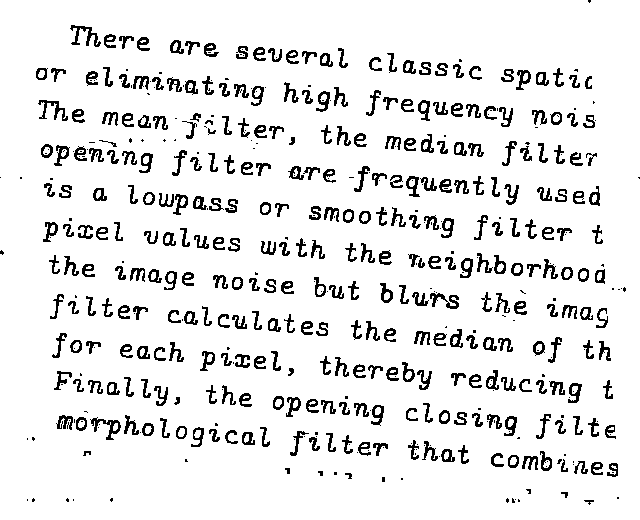 There are several classic spatic
or eliminating high frequency nois
The mean filter, the median filter
opening filter are frequently used
is a lowpass or smoothing filter t
pixel values with the neighborhood
the image noise but blurs the imag
filter calculates the median of th
for each pixel, thereby reducing t
Finally, the opening closing filte
morphological filter that combines